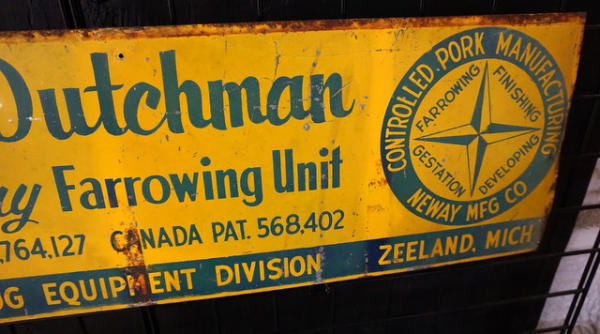 Dutchman
Farrowing Unit
,764,127 CANADA PAT. 568,402
EQUIPMENT DIVISION ZEELAND, MICH
CONTROLLED PORK MANUFACTURING
NEWAY MFG CO
FARROWING
FINISHING
GESTATION
DEVELOPING